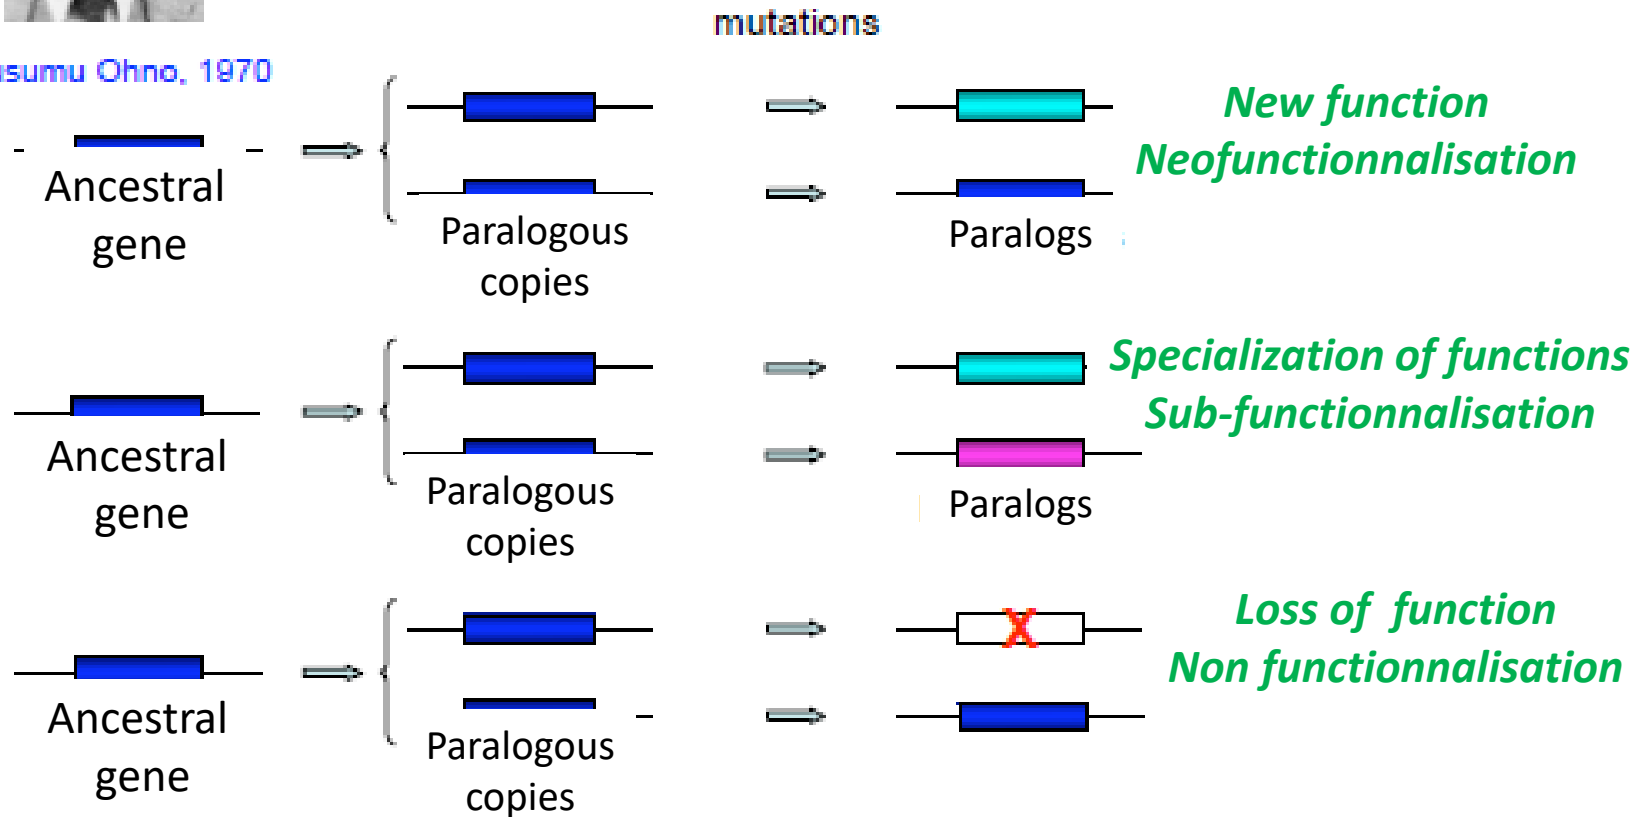 mutations
usumu Ohno, 1970
New function
Neofunctionnalisation
Ancestral
gene
Paralogous
copies
Paralogs
Specialization of functions
Sub-functionnalisation
Ancestral
gene
Paralogous
copies
Paralogs
Loss of function
Non functionnalisation
X
Ancestral
gene
Paralogous
copies